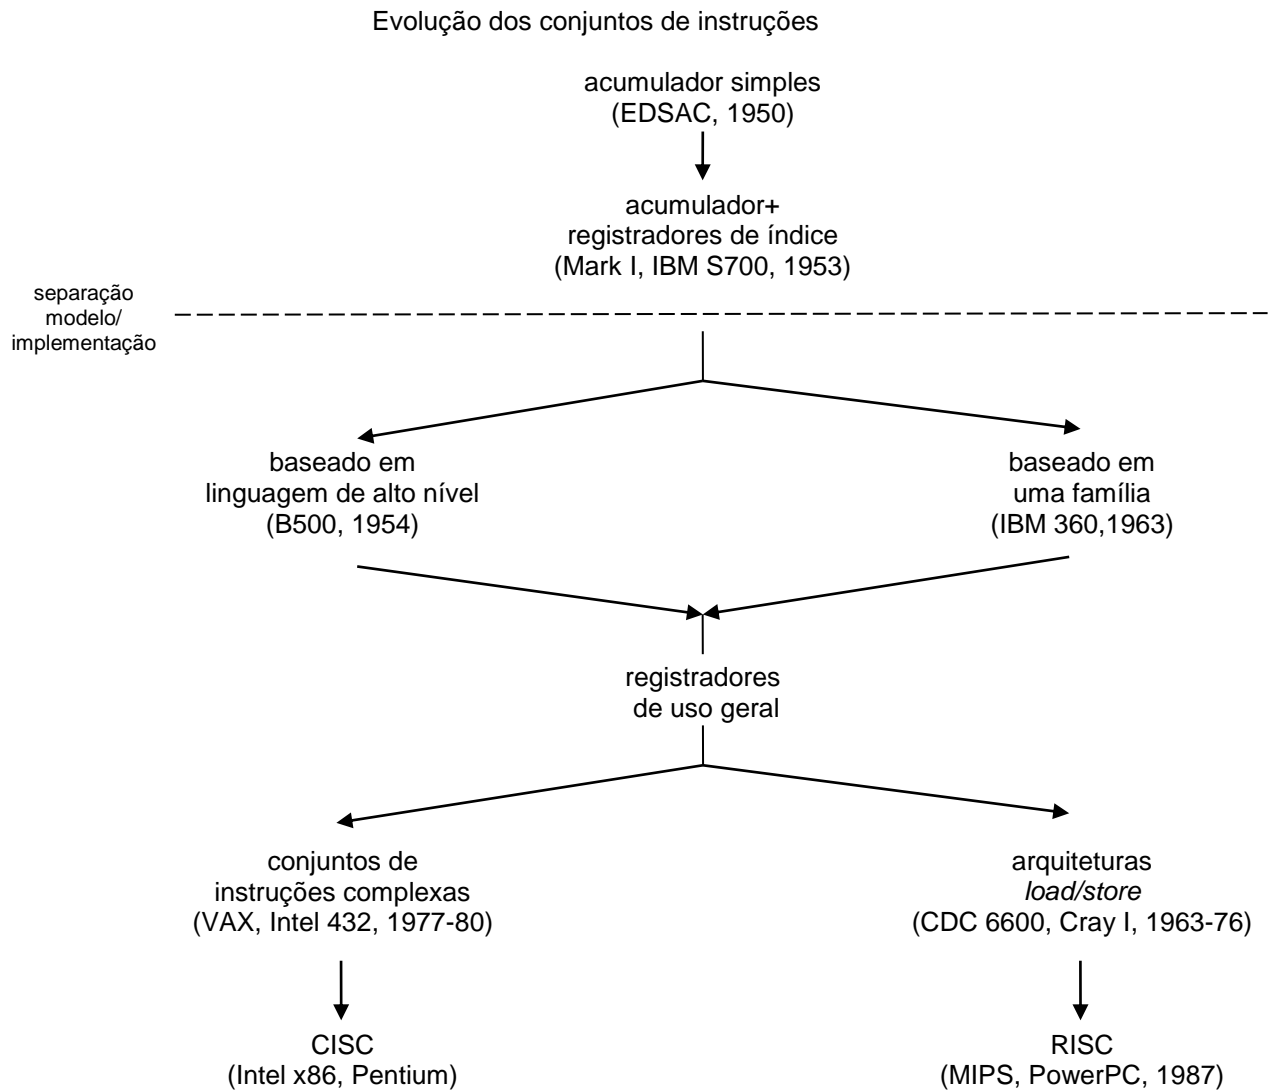 Evolução dos conjuntos de instruções
acumulador simples
(EDSAC, 1950)
acumulador+
registradores de índice
(Mark I, IBM S700, 1953)
separação
modelo/
implementação
baseado em
linguagem de alto nível
(B500, 1954)
baseado em
uma família
(IBM 360,1963)
registradores
de uso geral
conjuntos de
instruções complexas
(VAX, Intel 432, 1977-80)
arquiteturas
load/store
(CDC 6600, Cray I, 1963-76)
CISC
(Intel x86, Pentium)
RISC
(MIPS, PowerPC, 1987)